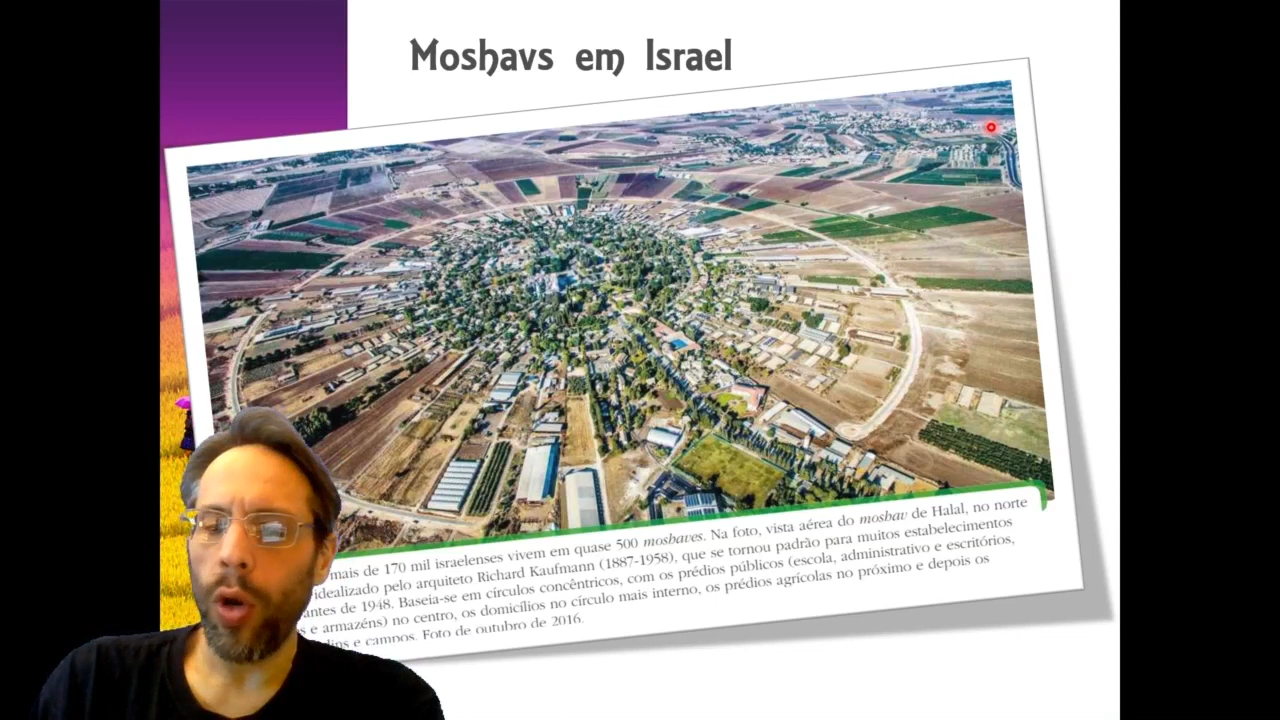 Moshavs em Israel
mais de 170 mil israelenses vivem em quase 500 moshaves. Na foto, vista aérea do moshav de Halal, no norte
idealizado pelo arquiteto Richard Kaufmann (1887-1958), que se tornou padrão para muitos estabelecimentos
antes de 1948. Baseia-se em círculos concêntricos, com os prédios públicos (escola, administrativo e escritórios,
s e armazéns) no centro, os domicílios no círculo mais interno, os prédios agrícolas no próximo e depois os
e campos. Foto de outubro de 2016.